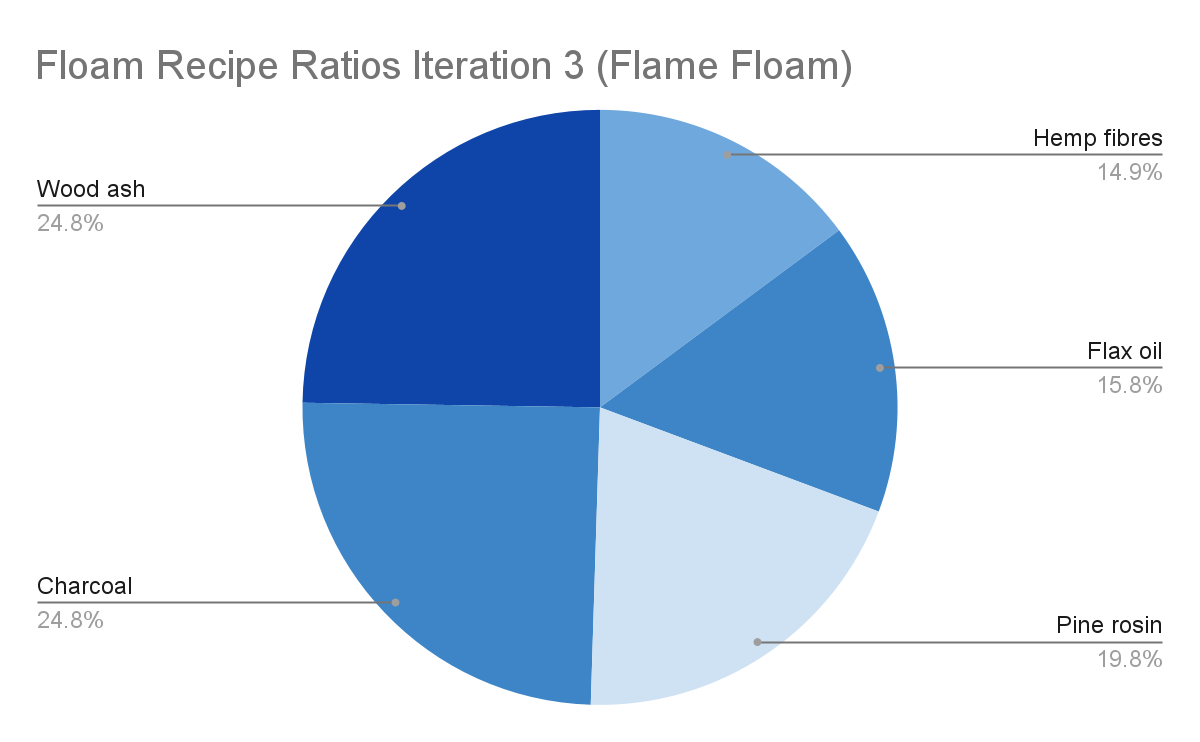 Floam Recipe Ratios Iteration 3 (Flame Floam)
Hemp fibres
14.9%
Wood ash
24.8%
Flax oil
15.8%
Charcoal
24.8%
Pine rosin
19.8%